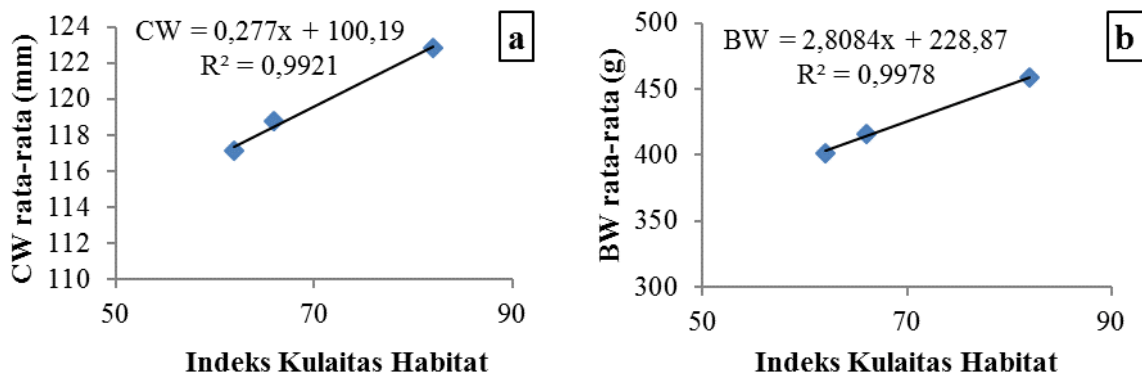 CW = 0,277x + 100,19
R² = 0,9921
a
CW rata-rata (mm)
124
122
120
118
116
114
112
110
50
70
90
Indeks Kulaitas Habitat
BW = 2,8084x + 228,87
R² = 0,9978
b
BW rata-rata (g)
500
450
400
350
300
50
70
90
Indeks Kulaitas Habitat